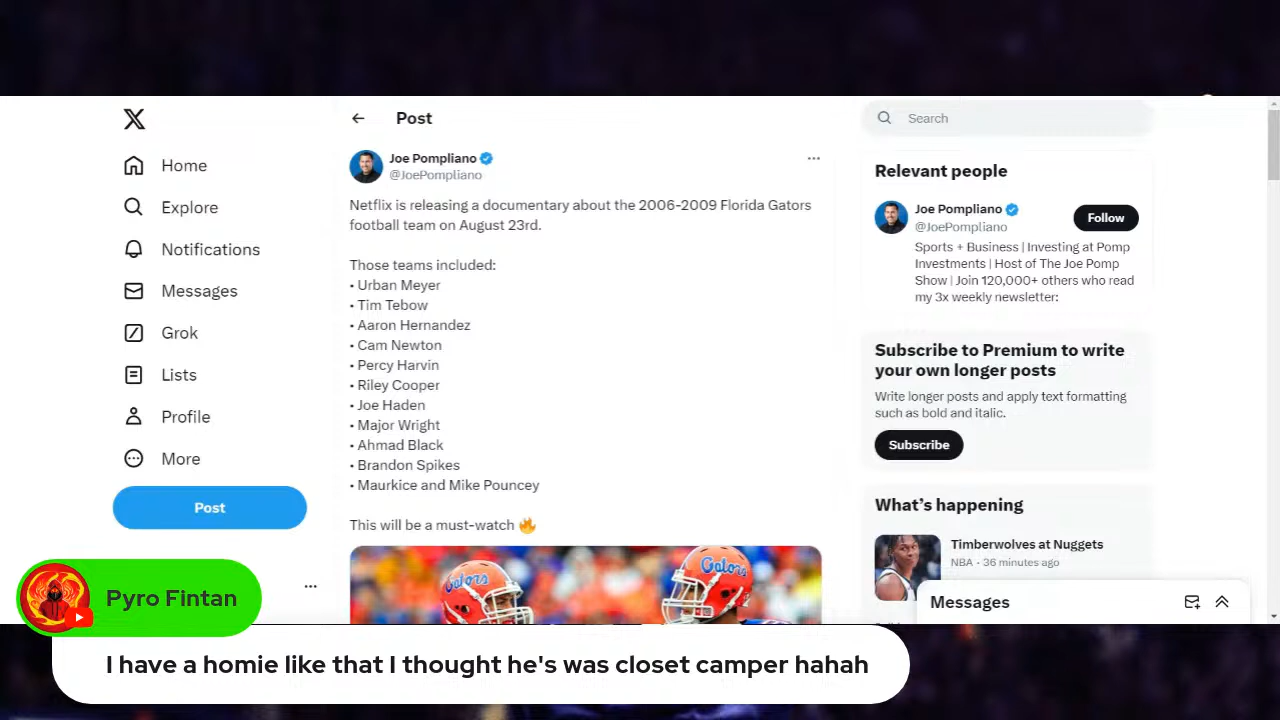 Home
Explore
Notifications
Messages
Grok
Lists
Profile
More
Post
Post
Joe Pompliano
@JoePompliano
Netflix is releasing a documentary about the 2006-2009 Florida Gators
football team on August 23rd.
Those teams included:
• Urban Meyer
• Tim Tebow
• Aaron Hernandez
• Cam Newton
• Percy Harvin
• Riley Cooper
• Joe Haden
• Major Wright
• Ahmad Black
• Brandon Spikes
• Maurkice and Mike Pouncey
This will be a must-watch 🔥
Gators
Gators
Search
Relevant people
Joe Pompliano
@JoePompliano
Follow
Sports + Business | Investing at Pomp
Investments | Host of The Joe Pomp
Show | Join 120,000+ others who read
my 3x weekly newsletter:
Subscribe to Premium to write
your own longer posts
Write longer posts and apply text formatting
such as bold and italic.
Subscribe
What's happening
Timberwolves at Nuggets
NBA · 36 minutes ago
Messages
Pyro Fintan
I have a homie like that I thought he's was closet camper hahah